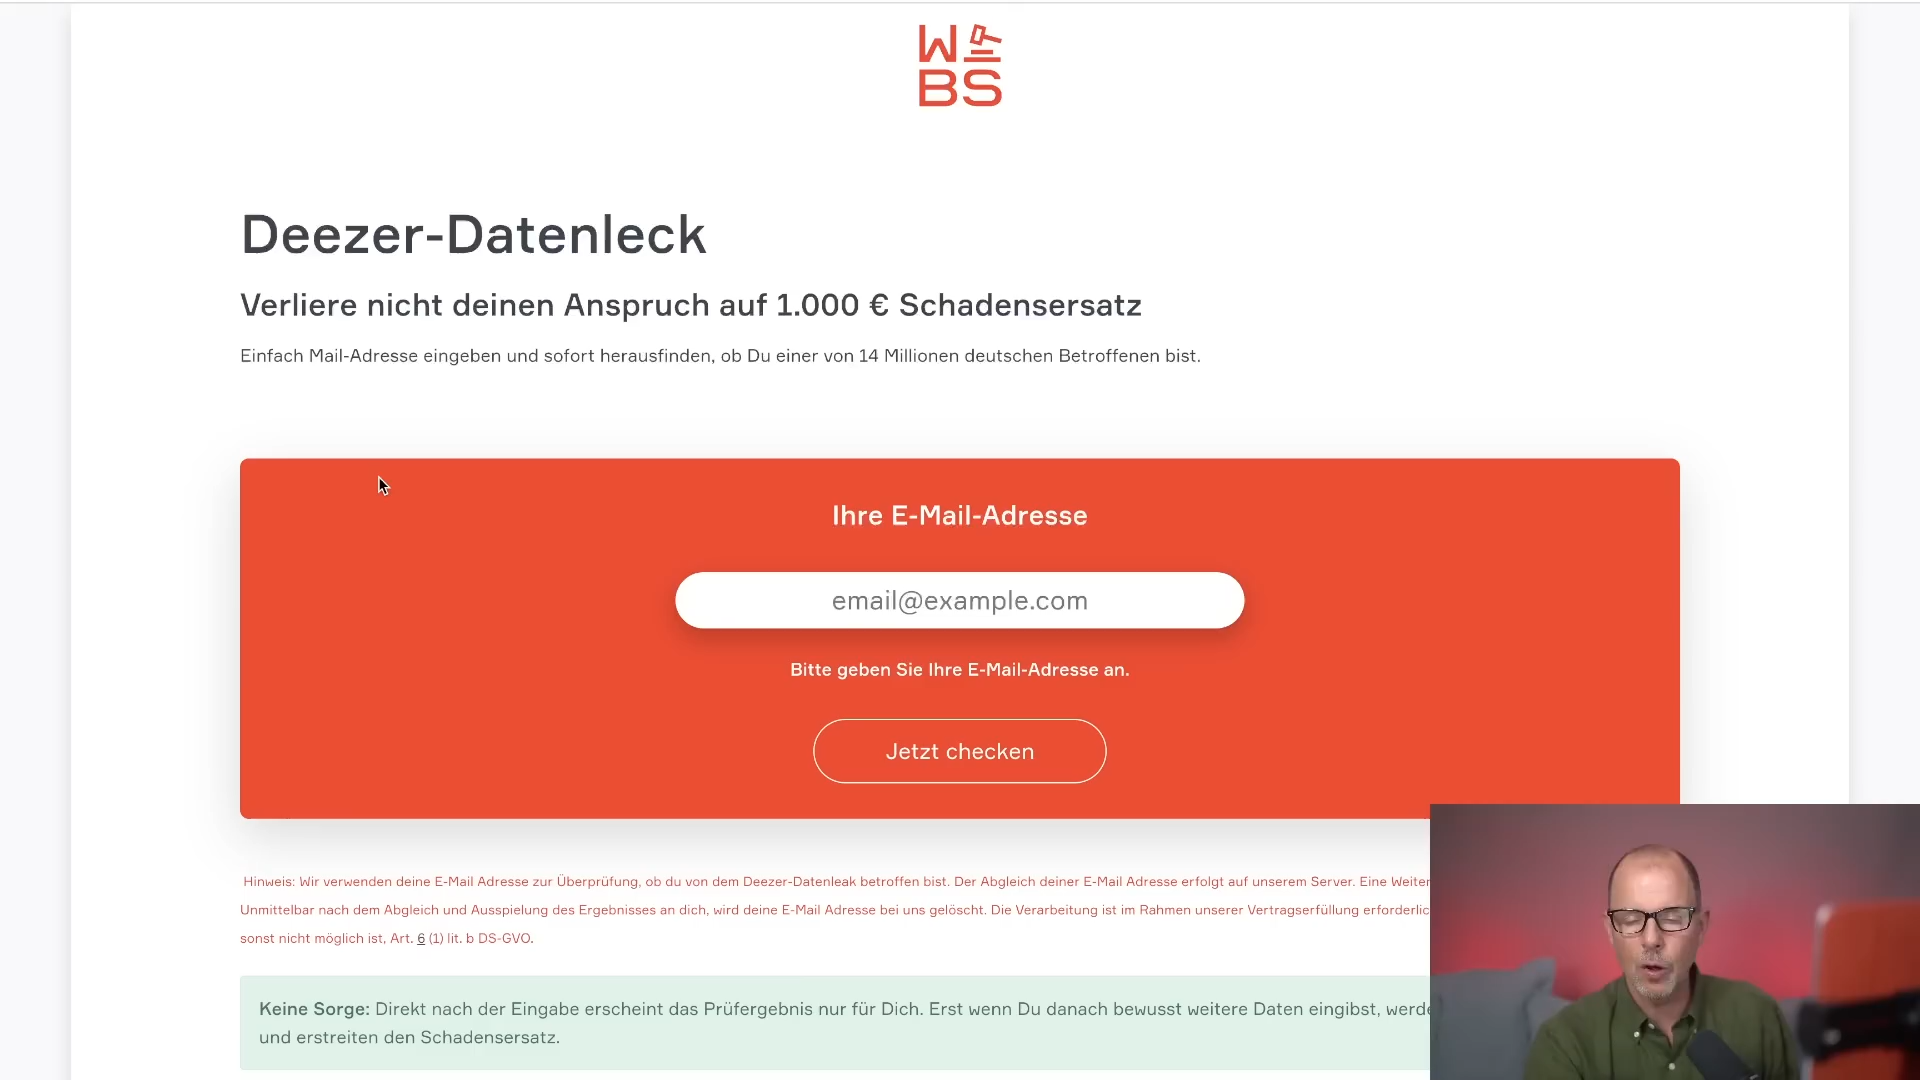 WBS
Deezer-Datenleck
Verliere nicht deinen Anspruch auf 1.000 € Schadensersatz
Einfach Mail-Adresse eingeben und sofort herausfinden, ob Du einer von 14 Millionen deutschen Betroffenen bist.
Ihre E-Mail-Adresse
email@example.com
Bitte geben Sie Ihre E-Mail-Adresse an.
Jetzt checken
Hinweis: Wir verwenden deine E-Mail Adresse zur Überprüfung, ob du von dem Deezer-Datenleak betroffen bist. Der Abgleich deiner E-Mail Adresse erfolgt auf unserem Server. Eine
Unmittelbar nach dem Abgleich und Ausspielung des Ergebnisses an dich, wird deine E-Mail Adresse bei uns gelöscht. Die Verarbeitung ist im Rahmen unserer Vertragserfüllung
sonst nicht möglich ist, Art. 6 (1) lit. b DS-GVO.
Keine Sorge: Direkt nach der Eingabe erscheint das Prüfergebnis nur für Dich. Erst wenn Du danach bewusst weitere Daten eingibst,
und erstreiten den Schadensersatz.